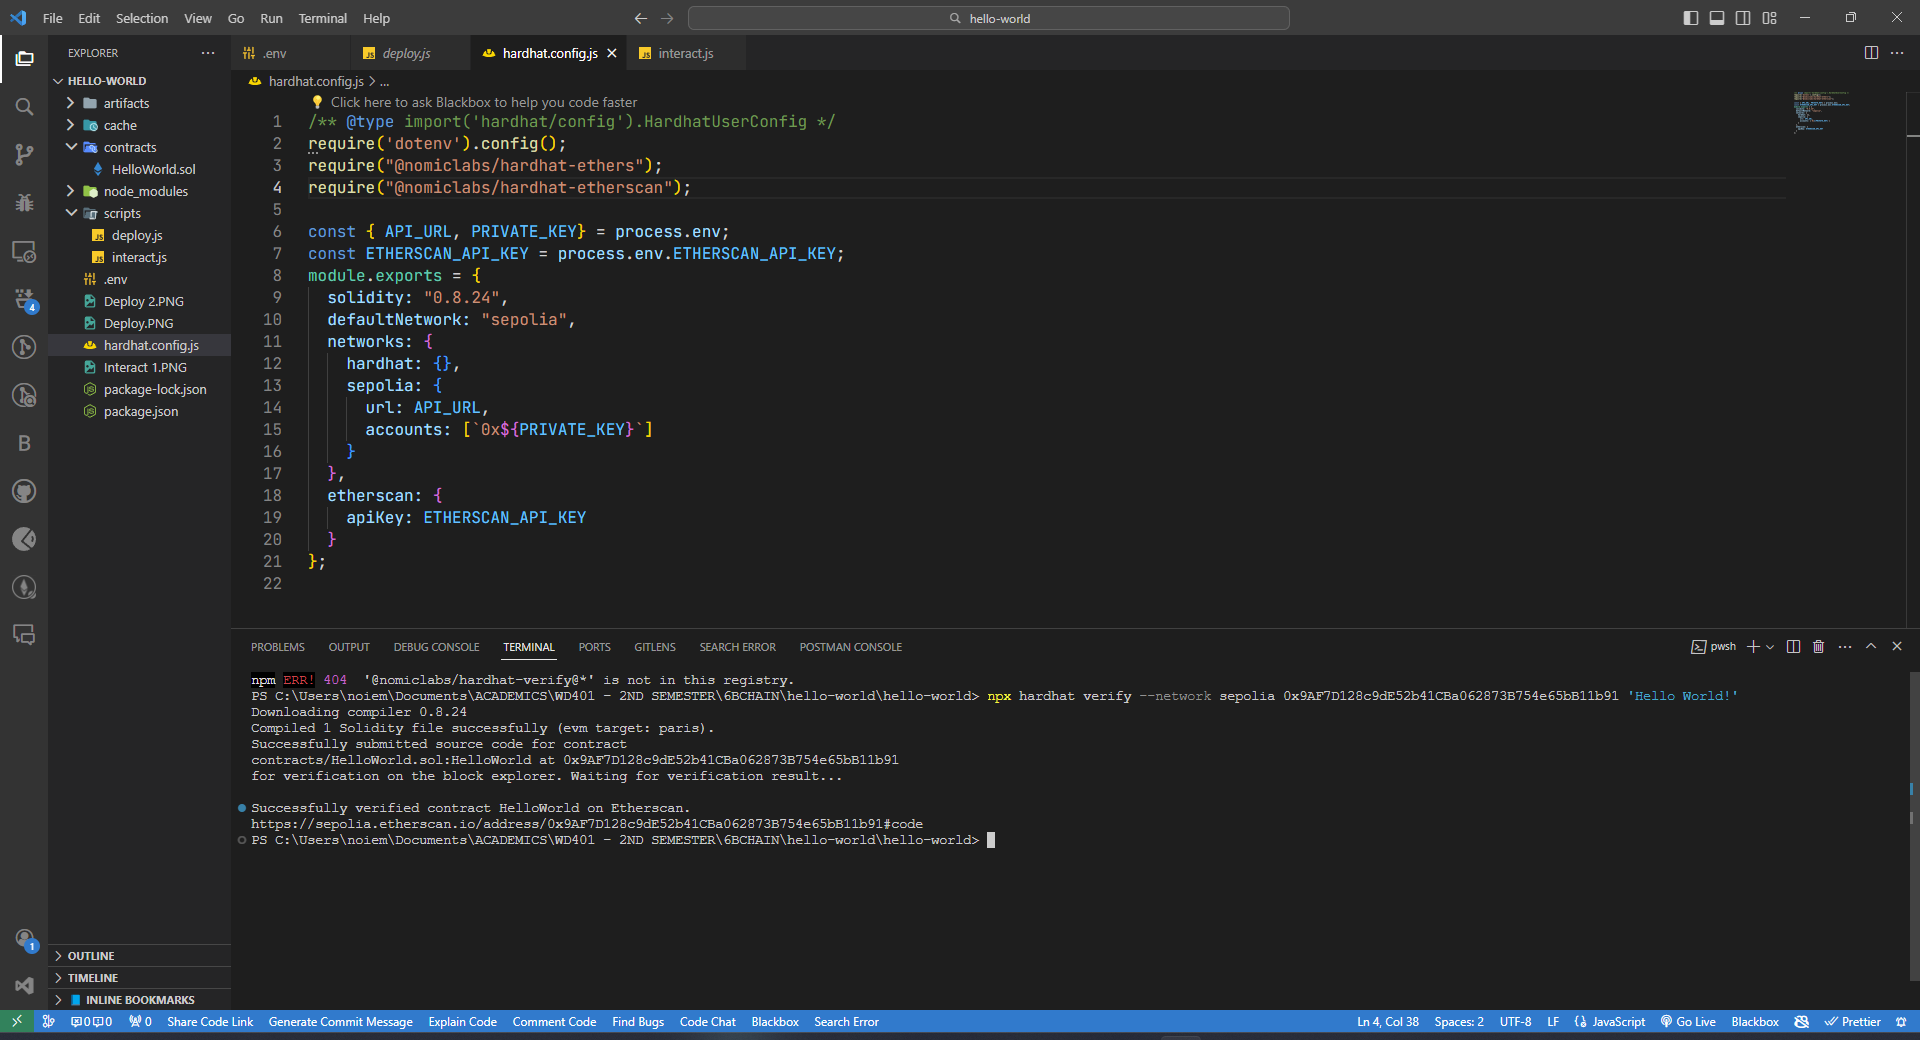 File Edit Selection View Go Run Terminal Help
hello-world
EXPLORER
HELLO-WORLD
artifacts
cache
contracts
HelloWorld.sol
node_modules
scripts
deploy.js
interact.js
.env
Deploy 2.PNG
Deploy.PNG
hardhat.config.js
Interact 1.PNG
package-lock.json
package.json
4
B
1
OUTLINE
TIMELINE
INLINE BOOKMARKS
.env deploy.js hardhat.config.js interact.js
hardhat.config.js > ...
Click here to ask Blackbox to help you code faster
1 /** @type import('hardhat/config').HardhatUserConfig */
2 require('dotenv').config();
3 require("@nomiclabs/hardhat-ethers");
4 require("@nomiclabs/hardhat-etherscan");
5
6 const { API_URL, PRIVATE_KEY} = process.env;
7 const ETHERSCAN_API_KEY = process.env.ETHERSCAN_API_KEY;
8 module.exports = {
9 solidity: "0.8.24",
10 defaultNetwork: "sepolia",
11 networks: {
12 hardhat: {},
13 sepolia: {
14 url: API_URL,
15 accounts: [`0x${PRIVATE_KEY}`]
16 }
17 },
18 etherscan: {
19 apiKey: ETHERSCAN_API_KEY
20 }
21 };
22
PROBLEMS OUTPUT DEBUG CONSOLE TERMINAL PORTS GITLENS SEARCH ERROR POSTMAN CONSOLE
pwsh
npm ERR! 404 '@nomiclabs/hardhat-verify@*' is not in this registry.
PS C:\Users\noiem\Documents\ACADEMICS\WD401 - 2ND SEMESTER\6BCHAIN\hello-world\hello-world> npx hardhat verify --network sepolia 0x9AF7D128c9dE52b41CBa062873B754e65bB11b91 'Hello World!'
Downloading compiler 0.8.24
Compiled 1 Solidity file successfully (evm target: paris).
Successfully submitted source code for contract
contracts/HelloWorld.sol:HelloWorld at 0x9AF7D128c9dE52b41CBa062873B754e65bB11b91
for verification on the block explorer. Waiting for verification result...
Successfully verified contract HelloWorld on Etherscan.
https://sepolia.etherscan.io/address/0x9AF7D128c9dE52b41CBa062873B754e65bB11b91#code
PS C:\Users\noiem\Documents\ACADEMICS\WD401 - 2ND SEMESTER\6BCHAIN\hello-world\hello-world>
0 0 0 Share Code Link Generate Commit Message Explain Code Comment Code Find Bugs Code Chat Blackbox Search Error
Ln 4, Col 38 Spaces: 2 UTF-8 LF {} JavaScript Go Live Blackbox Prettier